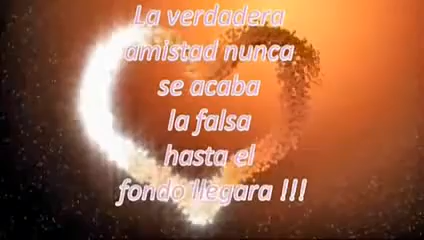 La verdadera
amistad nunca
se acaba
la falsa
hasta el
fondo llegara !!!